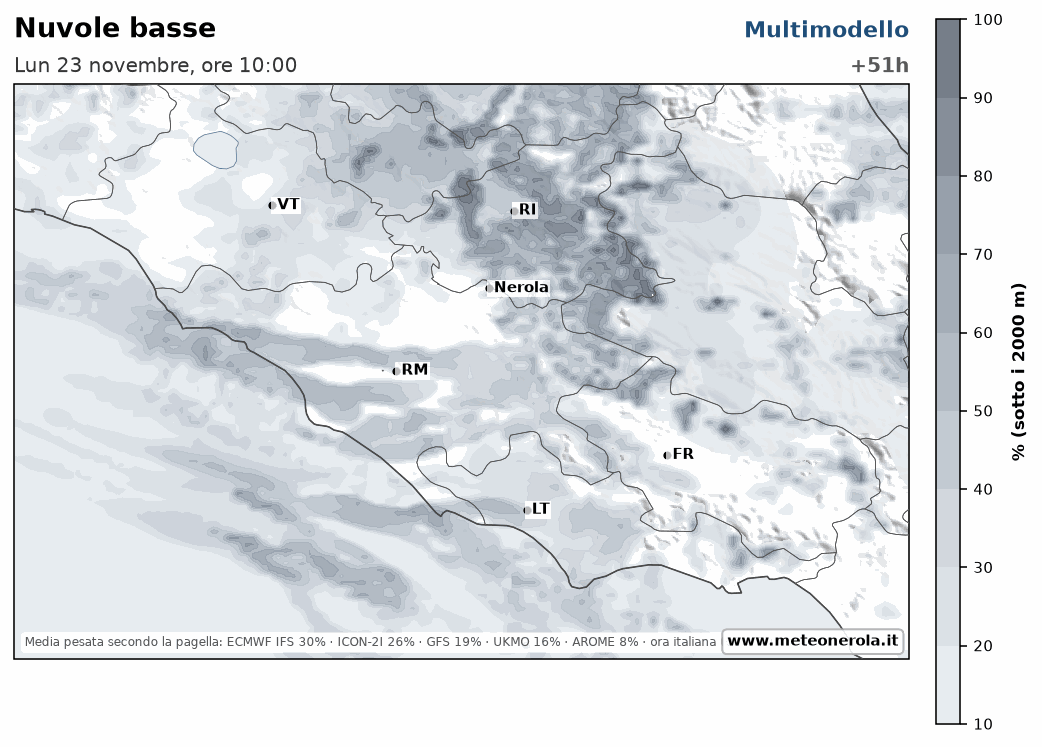 Nuvole basse
Multimodello
Lun 23 novembre, ore 10:00
+51h
100
90
80
70
60
50
40
30
20
10
% (sotto i 2000 m)
VT
RI
Nerola
RM
FR
LT
Media pesata secondo la pagella: ECMWF IFS 30% · ICON-2I 26% · GFS 19% · UKMO 16% · AROME 8% · ora italiana
www.meteonerola.it